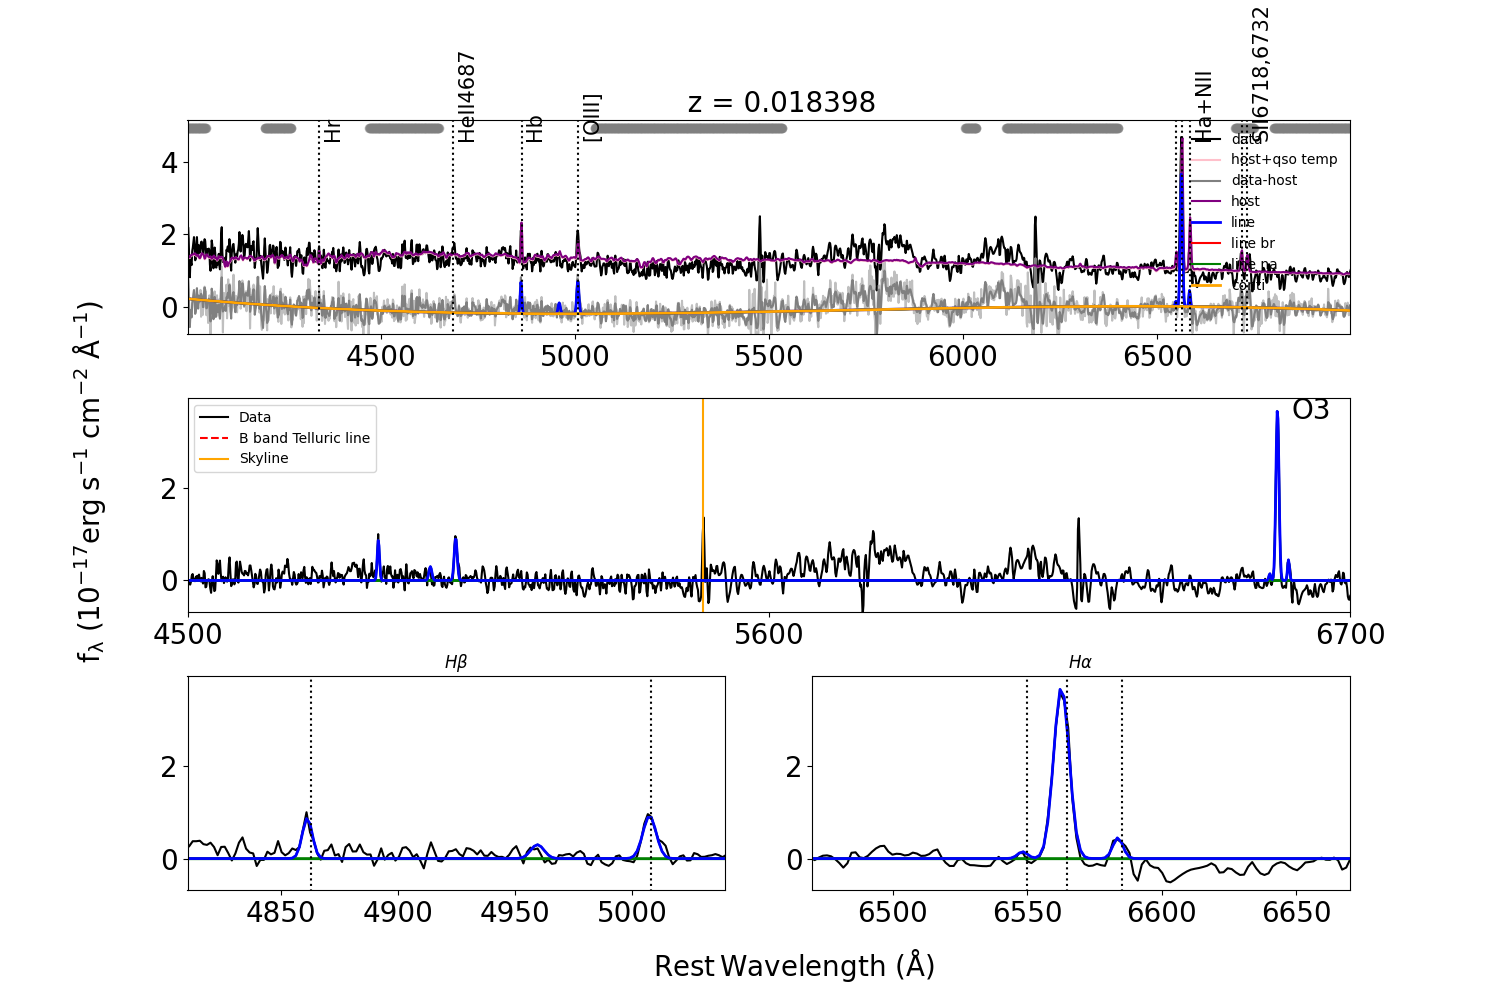 z = 0.018398
Hr
HeII4687
Hb
[OIII]
Ha+NII
SII6718,6732
data
host+qso temp
data-host
host
line
line br
line na
conti
4
2
0
4500
5000
5500
6000
6500
Data
B band Telluric line
Skyline
O3
2
0
4500
5600
6700
Hβ
Hα
2
0
4850
4900
4950
5000
2
0
6500
6550
6600
6650
fλ (10−17erg s−1 cm−2 Å−1)
Rest Wavelength (Å)